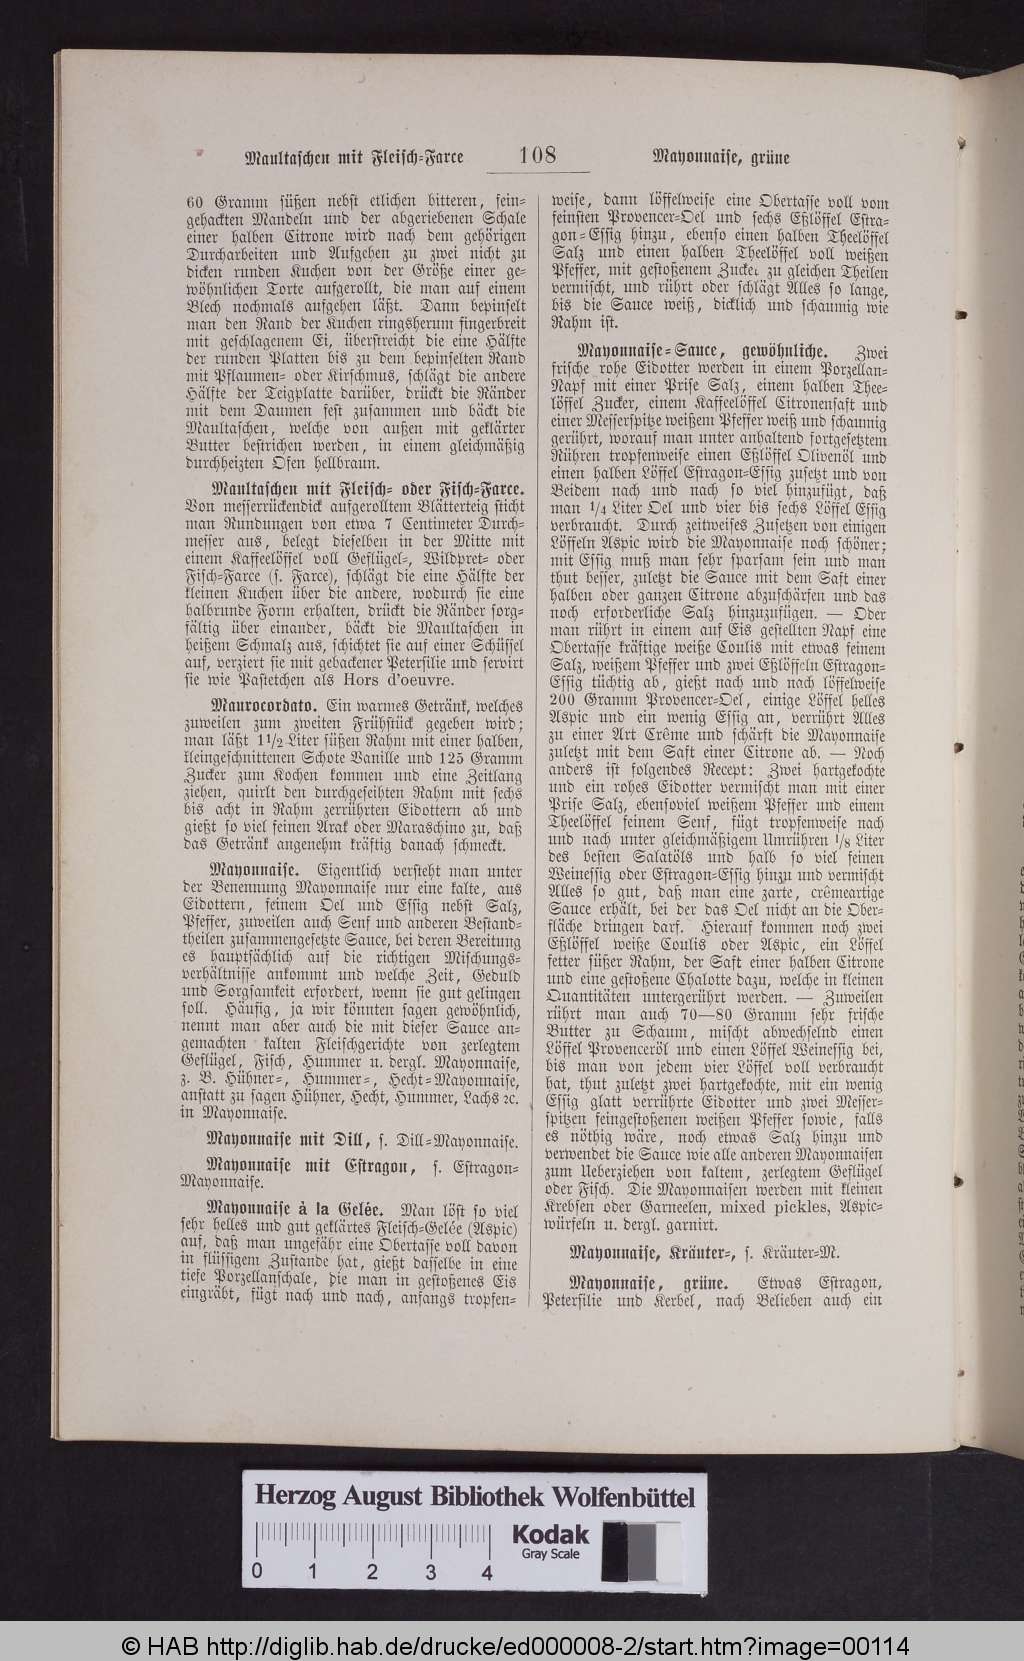 Maultaschen mit Fleisch-Farce 108 Mayonnaise, grüne
60 Gramm süßen nebst etlichen bitteren, fein-
gehackten Mandeln und der abgeriebenen Schale
einer halben Citrone wird nach dem gehörigen
Durcharbeiten und Aufgehen zu zwei nicht zu
dicken runden Kuchen von der Größe einer ge-
wöhnlichen Torte aufgerollt, die man auf einem
Blech nochmals aufgehen läßt. Dann bepinselt
man den Rand der Kuchen ringsherum fingerbreit
mit geschlagenem Ei, überstreicht die eine Hälfte
der runden Platten bis zu dem bepinselten Rand
mit Pflaumen- oder Kirschmus, schlägt die andere
Hälfte der Teigplatte darüber, drückt die Ränder
mit dem Daumen fest zusammen und bäckt die
Maultaschen, welche von außen mit geklärter
Butter bestrichen werden, in einem gleichmäßig
durchheizten Ofen hellbraun.
Maultaschen mit Fleisch- oder Fisch-Farce.
Von messerrückendick aufgerolltem Blätterteig sticht
man Rundungen von etwa 7 Centimeter Durch-
messer aus, belegt dieselben in der Mitte mit
einem Kaffeelöffel voll Geflügel-, Wildpret- oder
Fisch-Farce (s. Farce), schlägt die eine Hälfte der
kleinen Kuchen über die andere, wodurch sie eine
halbrunde Form erhalten, drückt die Ränder sorg-
fältig über einander, bäckt die Maultaschen in
heißem Schmalz aus, schichtet sie auf einer Schüssel
auf, verziert sie mit gebackener Petersilie und servirt
sie wie Pastetchen als Hors d'oeuvre.
Maurocordato. Ein warmes Getränk, welches
zuweilen zum zweiten Frühstück gegeben wird;
man läßt 1 1/2 Liter süßen Rahm mit einer halben,
kleingeschnittenen Schote Vanille und 125 Gramm
Zucker zum Kochen kommen und eine Zeitlang
ziehen, quirlt den durchgeseihten Rahm mit sechs
bis acht in Rahm zerrührten Eidottern ab und
gießt so viel feinen Arak oder Maraschino zu, daß
das Getränk angenehm kräftig danach schmeckt.
Mayonnaise. Eigentlich versteht man unter
der Benennung Mayonnaise nur eine kalte, aus
Eidottern, feinem Oel und Essig nebst Salz,
Pfeffer, zuweilen auch Senf und anderen Bestand-
theilen zusammengesetzte Sauce, bei deren Bereitung
es hauptsächlich auf die richtigen Mischungs-
verhältnisse ankommt und welche Zeit, Geduld
und Sorgsamkeit erfordert, wenn sie gut gelingen
soll. Häufig, ja wir könnten sagen gewöhnlich,
nennt man aber auch die mit dieser Sauce an-
gemachten kalten Fleischgerichte von zerlegtem
Geflügel, Fisch, Hummer u. dergl. Mayonnaise,
z. B. Hühner-, Hummer-, Hecht-Mayonnaise,
anstatt zu sagen Hühner, Hecht, Hummer, Lachs ꝛc.
in Mayonnaise.
Mayonnaise mit Dill, s. Dill-Mayonnaise.
Mayonnaise mit Estragon, s. Estragon-
Mayonnaise.
Mayonnaise à la Gelée. Man löst so viel
sehr helles und gut geklärtes Fleisch-Gelée (Aspic)
auf, daß man ungefähr eine Obertasse voll davon
in flüssigem Zustande hat, gießt dasselbe in eine
tiefe Porzellanschale, die man in gestoßenes Eis
eingräbt, fügt nach und nach, anfangs tropfen-
weise, dann löffelweise eine Obertasse voll vom
feinsten Provencer-Oel und sechs Eßlöffel Estra-
gon-Essig hinzu, ebenso einen halben Theelöffel
Salz und einen halben Theelöffel voll weißen
Pfeffer, mit gestoßenem Zucker zu gleichen Theilen
vermischt, und rührt oder schlägt Alles so lange,
bis die Sauce weiß, dicklich und schaumig wie
Rahm ist.
Mayonnaise-Sauce, gewöhnliche. Zwei
frische rohe Eidotter werden in einem Porzellan-
Napf mit einer Prise Salz, einem halben Thee-
löffel Zucker, einem Kaffeelöffel Citronensaft und
einer Messerspitze weißem Pfeffer weiß und schaumig
gerührt, worauf man unter anhaltend fortgesetztem
Rühren tropfenweise einen Eßlöffel Olivenöl und
einen halben Löffel Estragon-Essig zusetzt und von
Beidem nach und nach so viel hinzufügt, daß
man 1/4 Liter Oel und vier bis sechs Löffel Essig
verbraucht. Durch zeitweises Zusetzen von einigen
Löffeln Aspic wird die Mayonnaise noch schöner;
mit Essig muß man sehr sparsam sein und man
thut besser, zuletzt die Sauce mit dem Saft einer
halben oder ganzen Citrone abzuschärfen und das
noch erforderliche Salz hinzuzufügen. — Oder
man rührt in einem auf Eis gestellten Napf eine
Obertasse kräftige weiße Coulis mit etwas feinem
Salz, weißem Pfeffer und zwei Eßlöffeln Estragon-
Essig tüchtig ab, gießt nach und nach löffelweise
200 Gramm Provencer-Oel, einige Löffel helles
Aspic und ein wenig Essig an, verrührt Alles
zu einer Art Crême und schärft die Mayonnaise
zuletzt mit dem Saft einer Citrone ab. — Noch
anders ist folgendes Recept: Zwei hartgekochte
und ein rohes Eidotter vermischt man mit einer
Prise Salz, ebensoviel weißem Pfeffer und einem
Theelöffel feinem Senf, fügt tropfenweise nach
und nach unter gleichmäßigem Umrühren 1/8 Liter
des besten Salatöls und halb so viel feinen
Weinessig oder Estragon-Essig hinzu und vermischt
Alles so gut, daß man eine zarte, crêmeartige
Sauce erhält, bei der das Oel nicht an die Ober-
fläche dringen darf. Hierauf kommen noch zwei
Eßlöffel weiße Coulis oder Aspic, ein Löffel
fetter süßer Rahm, der Saft einer halben Citrone
und eine gestoßene Chalotte dazu, welche in kleinen
Quantitäten untergerührt werden. — Zuweilen
rührt man auch 70—80 Gramm sehr frische
Butter zu Schaum, mischt abwechselnd einen
Löffel Provenceröl und einen Löffel Weinessig bei,
bis man von jedem vier Löffel voll verbraucht
hat, thut zuletzt zwei hartgekochte, mit ein wenig
Essig glatt verrührte Eidotter und zwei Messer-
spitzen feingestoßenen weißen Pfeffer sowie, falls
es nöthig wäre, noch etwas Salz hinzu und
verwendet die Sauce wie alle anderen Mayonnaisen
zum Ueberziehen von kaltem, zerlegtem Geflügel
oder Fisch. Die Mayonnaisen werden mit kleinen
Krebsen oder Garneelen, mixed pickles, Aspic-
würfeln u. dergl. garnirt.
Mayonnaise, Kräuter-, s. Kräuter-M.
Mayonnaise, grüne. Etwas Estragon,
Petersilie und Kerbel, nach Belieben auch ein
Herzog August Bibliothek Wolfenbüttel
Kodak
Gray Scale
0 1 2 3 4
© HAB http://diglib.hab.de/drucke/ed000008-2/start.htm?image=00114